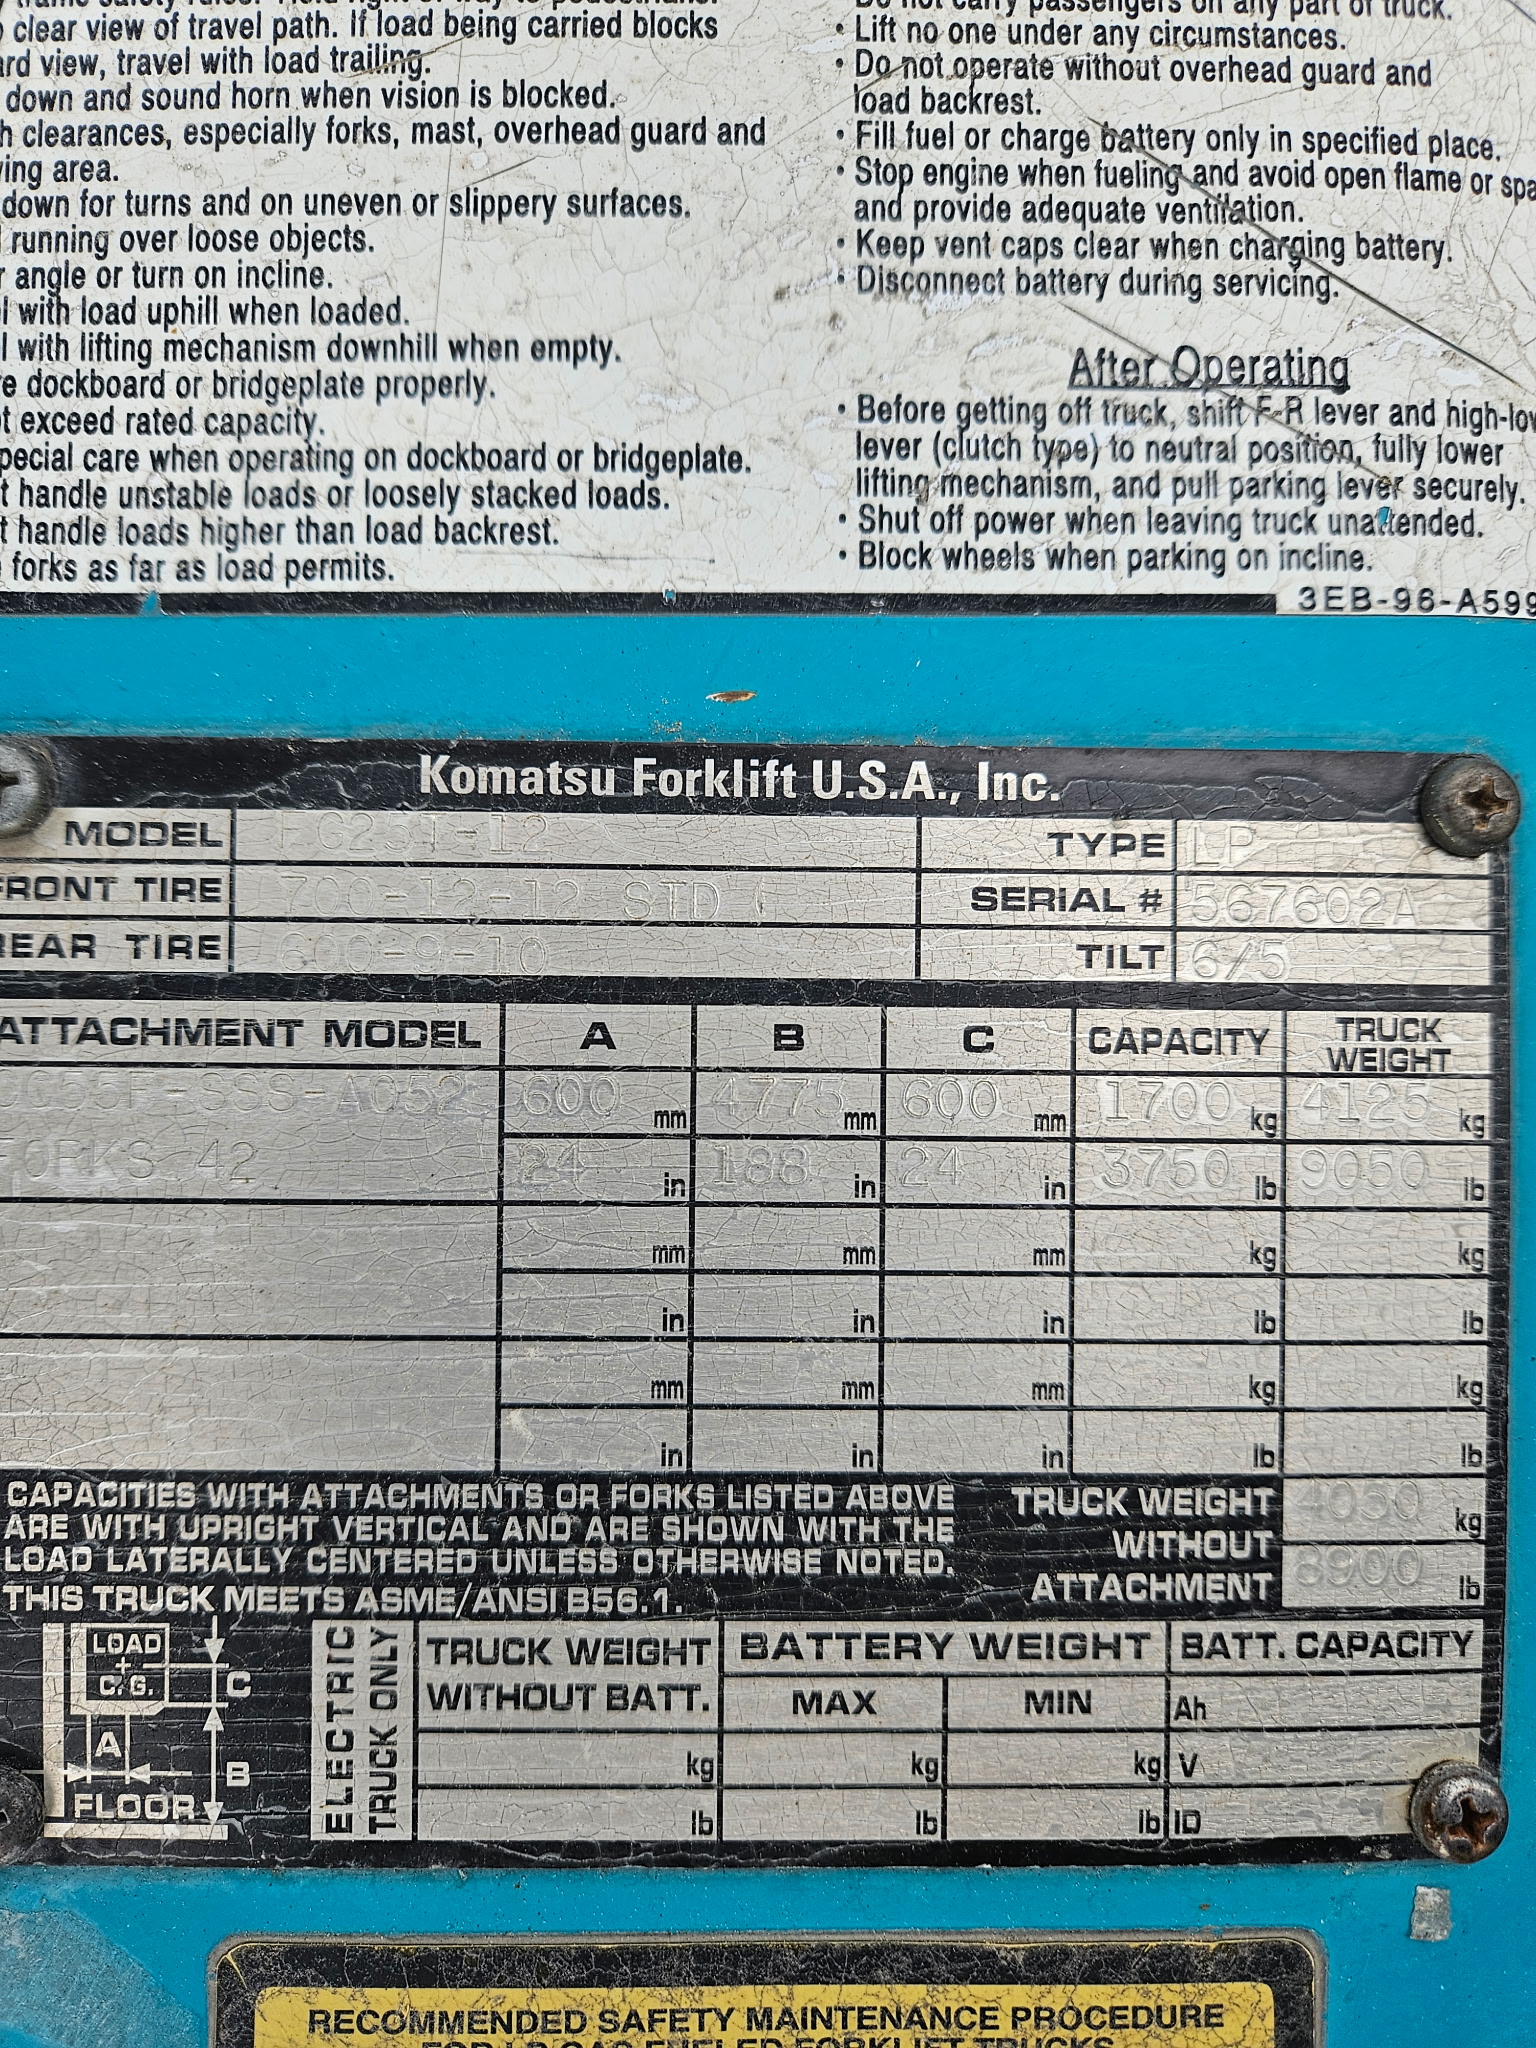 clear view of travel path. If load being carried blocks
view, travel with load trailing.
down and sound horn when vision is blocked.
clearances, especially forks, mast, overhead guard and
area.
down for turns and on uneven or slippery surfaces.
running over loose objects.
angle or turn on incline.
with load uphill when loaded.
with lifting mechanism downhill when empty.
dockboard or bridgeplate properly.
exceed rated capacity.
care when operating on dockboard or bridgeplate.
handle unstable loads or loosely stacked loads.
handle loads higher than load backrest.
forks as far as load permits.
Do not carry passengers on any part of truck.
• Lift no one under any circumstances.
• Do not operate without overhead guard and
load backrest.
• Fill fuel or charge battery only in specified place.
• Stop engine when fueling and avoid open flame or
and provide adequate ventilation.
• Keep vent caps clear when charging battery.
• Disconnect battery during servicing.
After Operating
• Before getting off truck, shift F-R lever and
lever (clutch type) to neutral position, fully lower
lifting mechanism, and pull parking lever securely.
• Shut off power when leaving truck unattended.
• Block wheels when parking on incline.
3EB-96-A599
Komatsu Forklift U.S.A., Inc.
MODEL
TYPE LP
FRONT TIRE 700-12-12 STD
SERIAL # 567602A
REAR TIRE 600-9-10
TILT 6/5
ATTACHMENT MODEL A B C CAPACITY TRUCK WEIGHT
600 mm 4775 mm 600 mm 1700 kg 4125 kg
FORKS 42 24 in 188 in 24 in 3750 lb 9050 lb
mm mm mm kg kg
in in in lb lb
mm mm mm kg kg
in in in lb lb
CAPACITIES WITH ATTACHMENTS OR FORKS LISTED ABOVE
ARE WITH UPRIGHT VERTICAL AND ARE SHOWN WITH THE
LOAD LATERALLY CENTERED UNLESS OTHERWISE NOTED.
THIS TRUCK MEETS ASME/ANSI B56.1.
TRUCK WEIGHT
WITHOUT
ATTACHMENT
4050 kg
8900 lb
LOAD
C.G.
C
A
B
FLOOR
ELECTRIC
TRUCK ONLY
TRUCK WEIGHT
WITHOUT BATT.
BATTERY WEIGHT
MAX MIN
BATT. CAPACITY
Ah
kg kg kg V
lb lb lb ID
RECOMMENDED SAFETY MAINTENANCE PROCEDURE
FOR LP GAS FUELED FORKLIFT TRUCKS